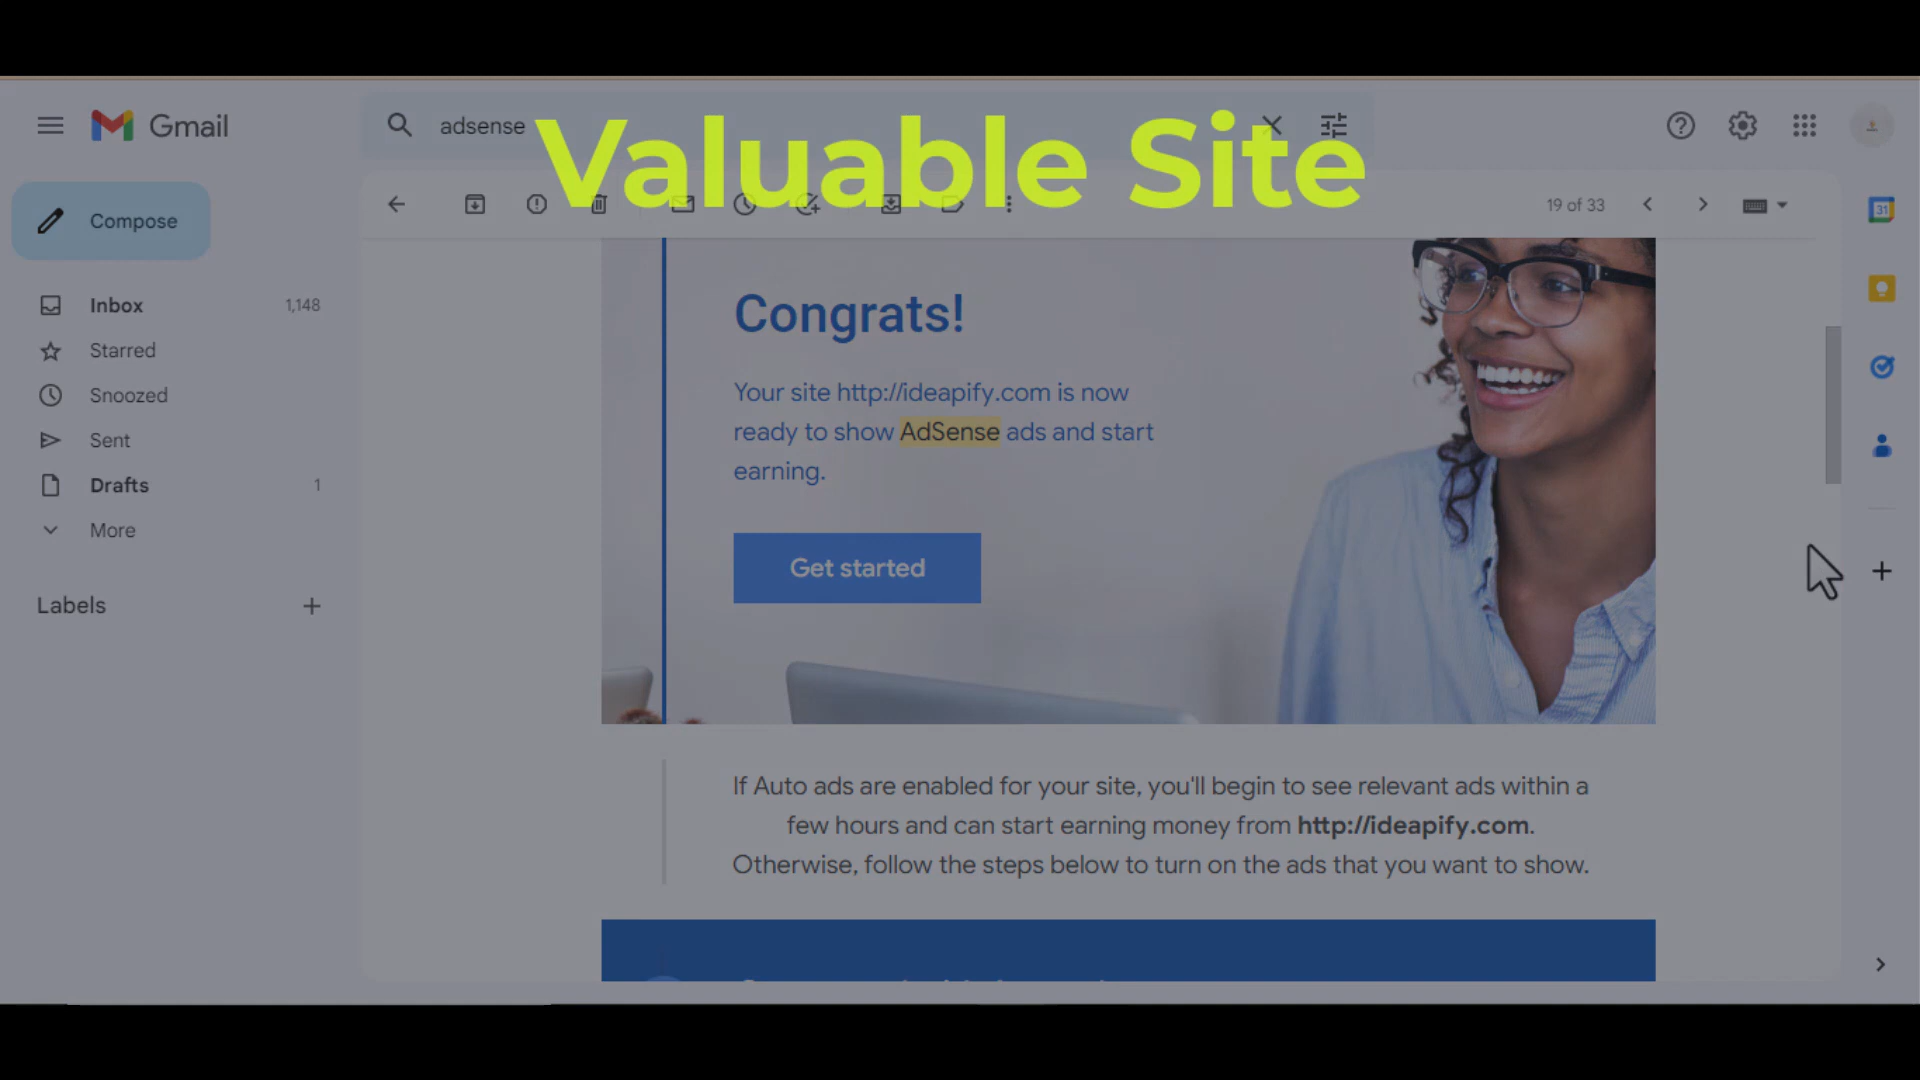 Valuable Site
Gmail
adsense
Compose
19 of 33
31
Inbox 1,148
Starred
Snoozed
Sent
Drafts 1
More
Labels
Congrats!
Your site http://ideapify.com is now
ready to show AdSense ads and start
earning.
Get started
If Auto ads are enabled for your site, you'll begin to see relevant ads within a
few hours and can start earning money from http://ideapify.com.
Otherwise, follow the steps below to turn on the ads that you want to show.